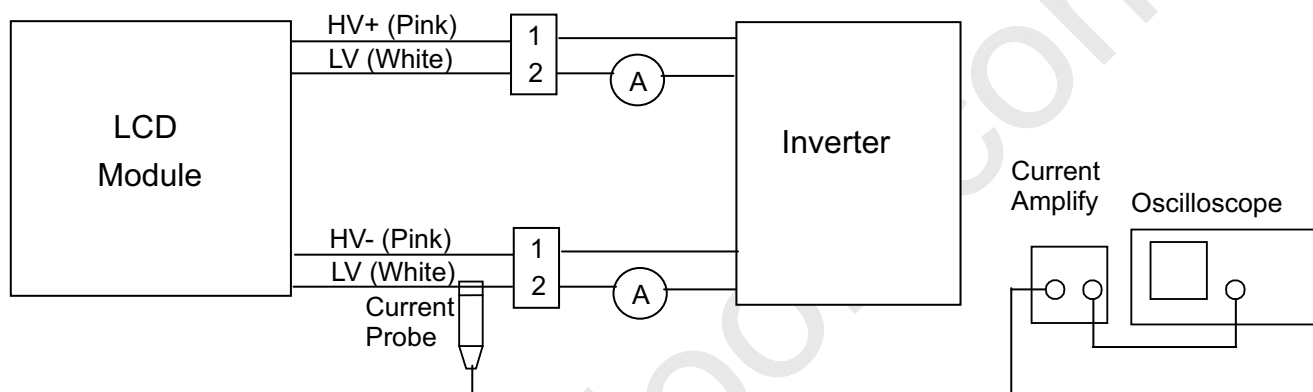 HV+ (Pink)
LV (White)
1
2
A
LCD
Module
Inverter
HV- (Pink)
LV (White)
1
2
A
Current
Probe
Current
Amplify
Oscilloscope